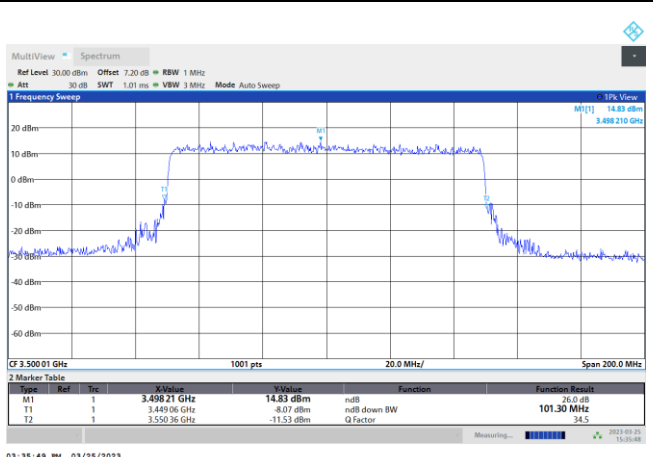 MultiView Spectrum
Ref Level 30.00 dBm Offset 7.20 dB RBW 1 MHz
Att 30 dB SWT 1.01 ms VBW 3 MHz Mode Auto Sweep
1 Frequency Sweep 1Pk View
M1[1] 14.83 dBm
3.498 210 GHz
20 dBm
M1
10 dBm
0 dBm
T1
-10 dBm
T2
-20 dBm
-30 dBm
-40 dBm
-50 dBm
-60 dBm
CF 3.500 01 GHz 1001 pts 20.0 MHz/ Span 200.0 MHz
2 Marker Table
Type Ref Trc X-Value Y-Value Function Function Result
M1 1 3.498 21 GHz 14.83 dBm ndB 26.0 dB
T1 1 3.449 06 GHz -8.07 dBm ndB down BW 101.30 MHz
T2 1 3.550 36 GHz -11.53 dBm Q Factor 34.5
Measuring... 2023-03-25
15:35:48
03:35:49 PM 03/25/2023